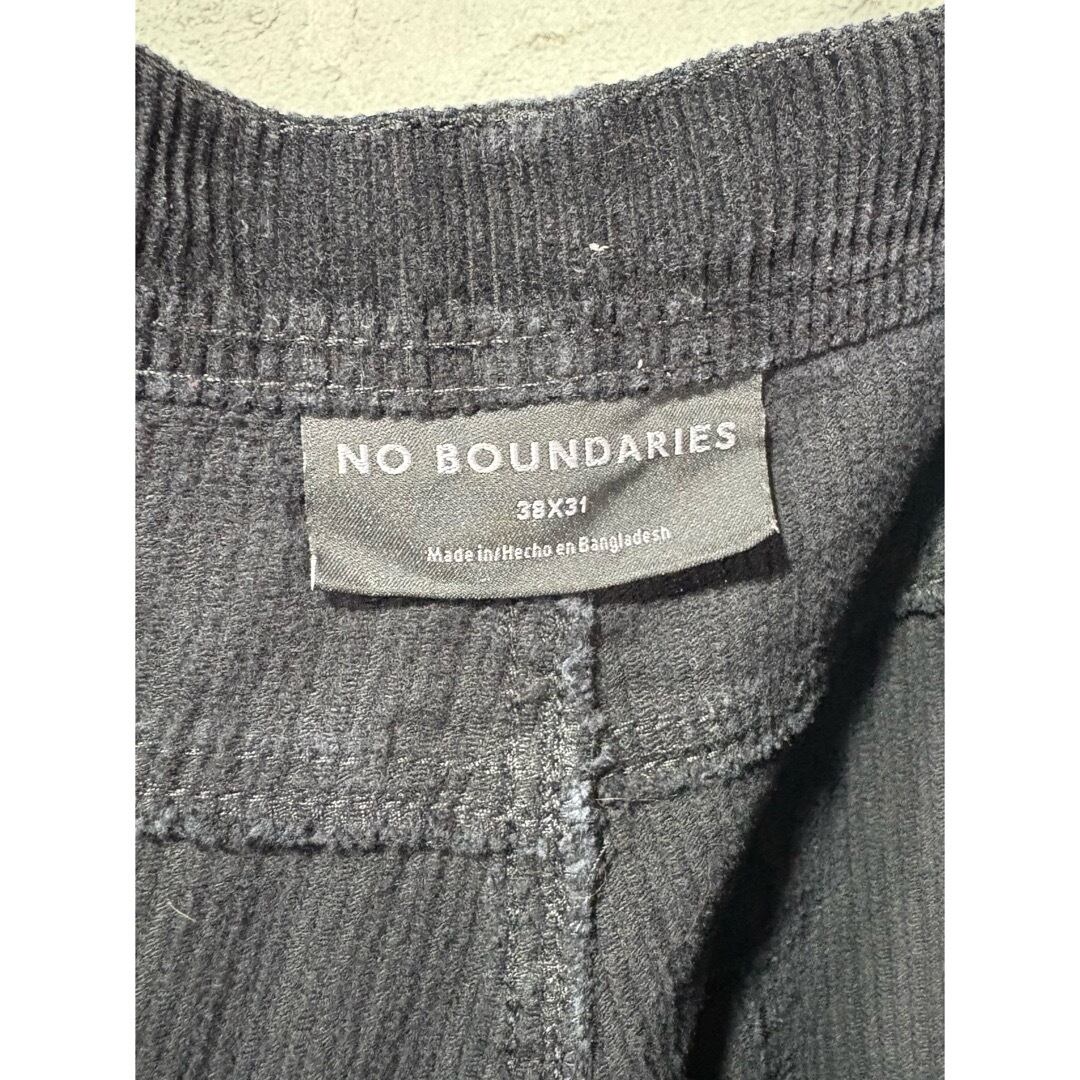 NO BOUNDARIES
38X31
Made in/Hecho en Bangladesh